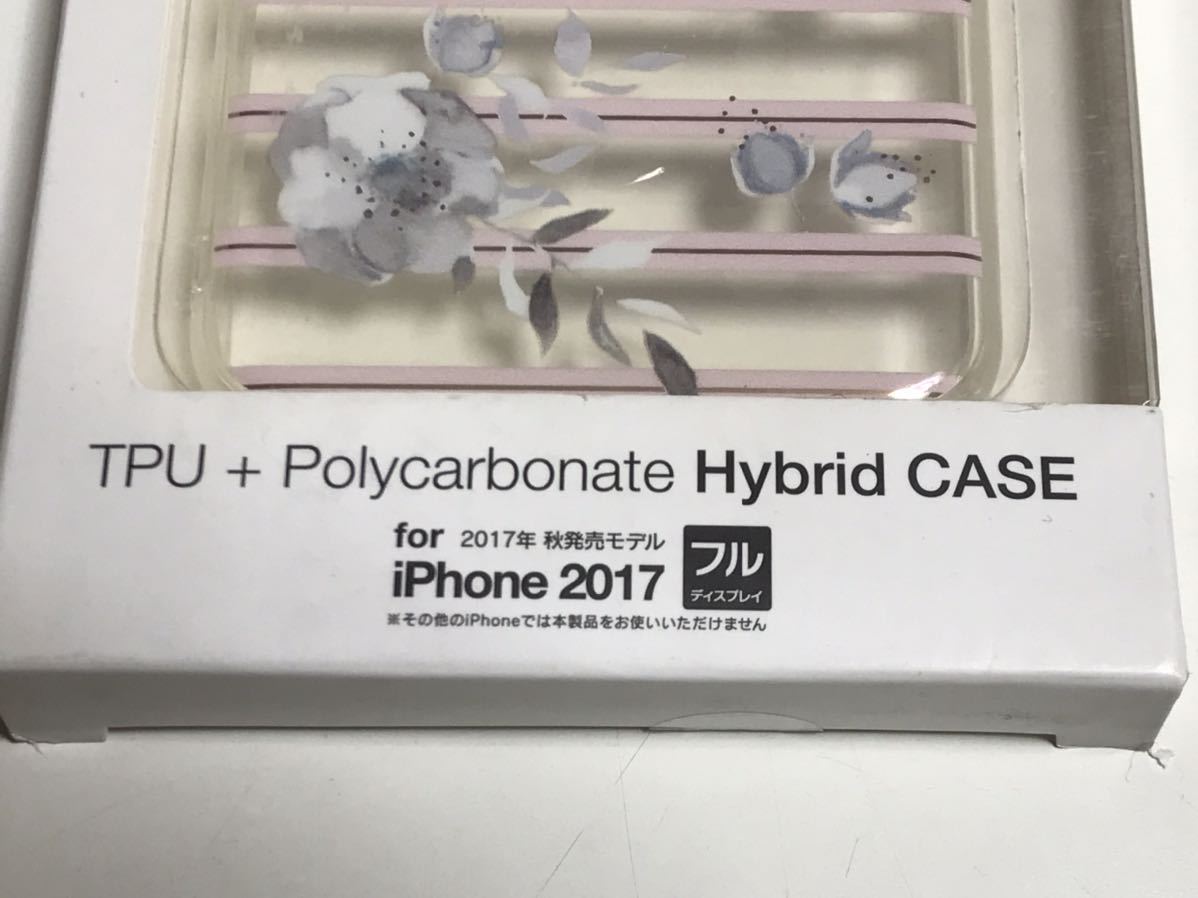 TPU + Polycarbonate Hybrid CASE
for 2017年 秋発売モデル
iPhone 2017
フル
ディスプレイ
※その他のiPhoneでは本製品をお使いいただけません